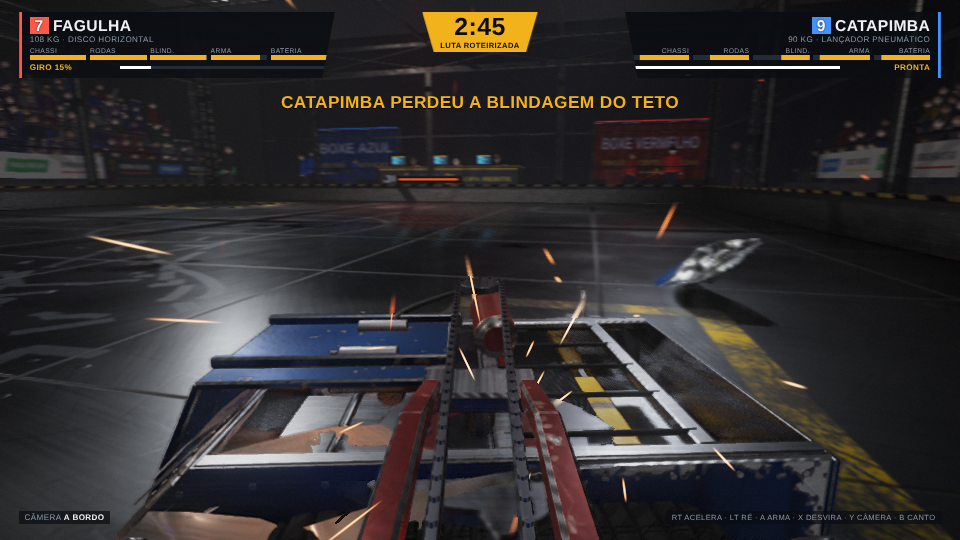 7 FAGULHA
108 KG · DISCO HORIZONTAL
CHASSI RODAS BLIND. ARMA BATERIA
GIRO 15%
2:45
LUTA ROTEIRIZADA
9 CATAPIMBA
90 KG · LANÇADOR PNEUMÁTICO
CHASSI RODAS BLIND. ARMA BATERIA
PRONTA
CATAPIMBA PERDEU A BLINDAGEM DO TETO
BOXE AZUL
BOXE VERMELHO
CÂMERA A BORDO
RT ACELERA · LT RÉ · A ARMA · X DESVIRA · Y CÂMERA · B CANTO